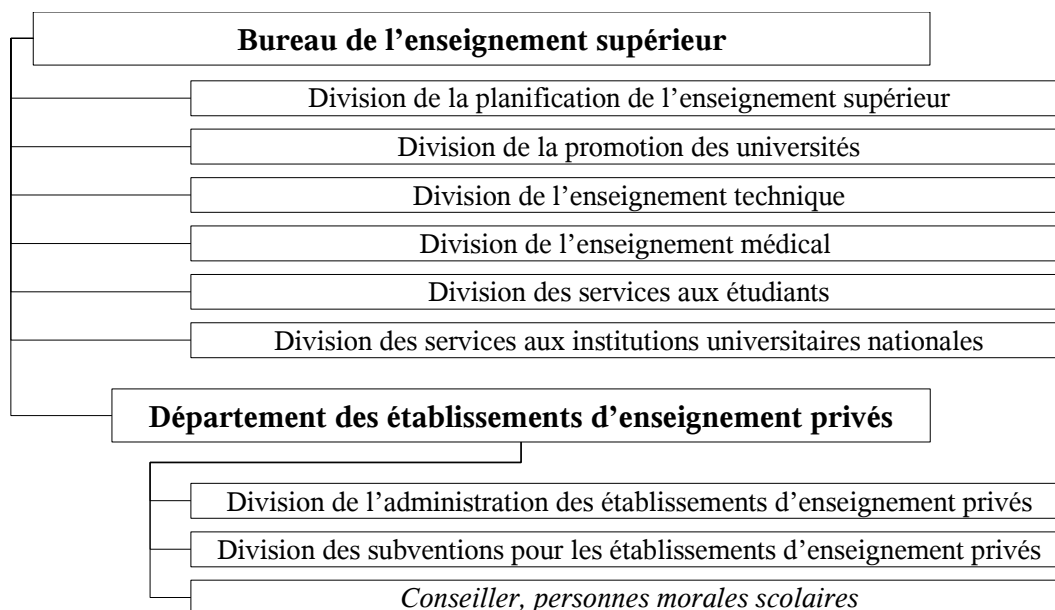 Bureau de l’enseignement supérieur
Division de la planification de l’enseignement supérieur
Division de la promotion des universités
Division de l’enseignement technique
Division de l’enseignement médical
Division des services aux étudiants
Division des services aux institutions universitaires nationales
Département des établissements d’enseignement privés
Division de l’administration des établissements d’enseignement privés
Division des subventions pour les établissements d’enseignement privés
Conseiller, personnes morales scolaires